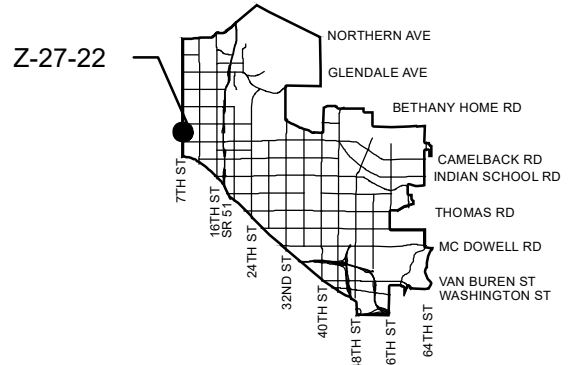 NORTHERN AVE
Z-27-22
GLENDALE AVE
BETHANY HOME RD
CAMELBACK RD
INDIAN SCHOOL RD
THOMAS RD
MC DOWELL RD
VAN BUREN ST
WASHINGTON ST
7TH ST
16TH ST
SR 51
24TH ST
32ND ST
40TH ST
48TH ST
6TH ST
64TH ST